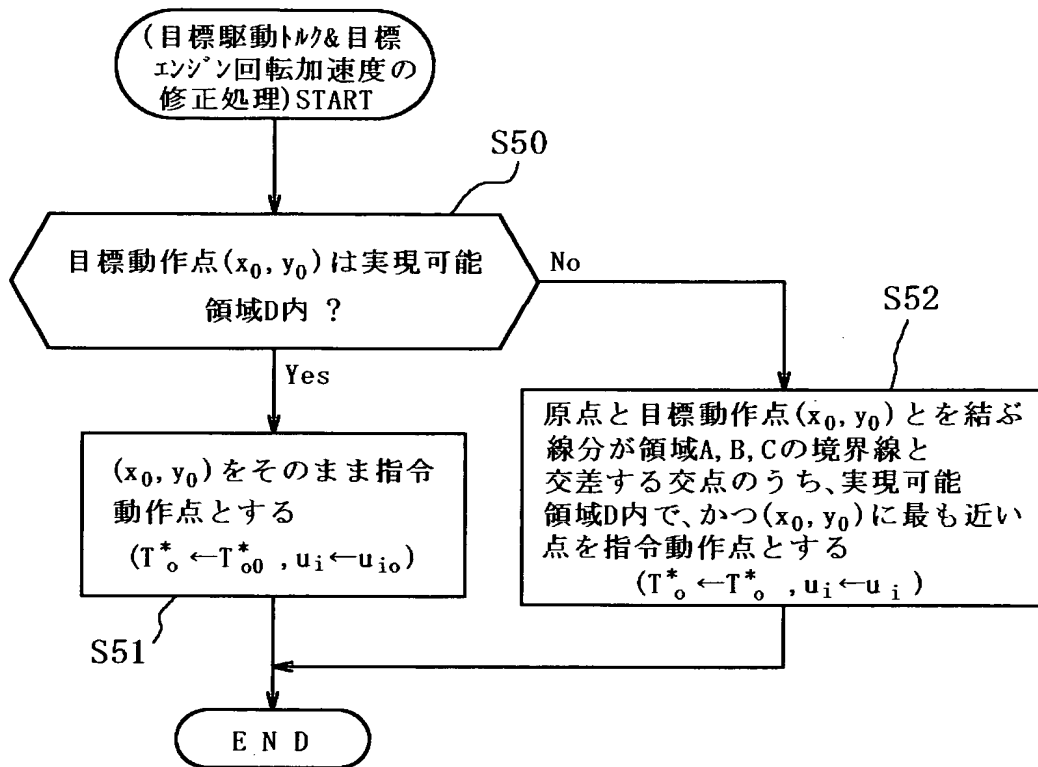 (目標駆動トルク&目標
エンジン回転加速度の
修正処理)START
S50
目標動作点(x₀, y₀)は実現可能
領域D内 ?
No
Yes
S52
原点と目標動作点(x₀, y₀)とを結ぶ
線分が領域A, B, Cの境界線と
交差する交点のうち、実現可能
領域D内で、かつ(x₀, y₀)に最も近い
点を指令動作点とする
(T*ₒ←T*ₒ , uᵢ←uᵢ )
(x₀, y₀)をそのまま指令
動作点とする
(T*ₒ←T*ₒ₀ , uᵢ←uᵢₒ)
S51
E N D